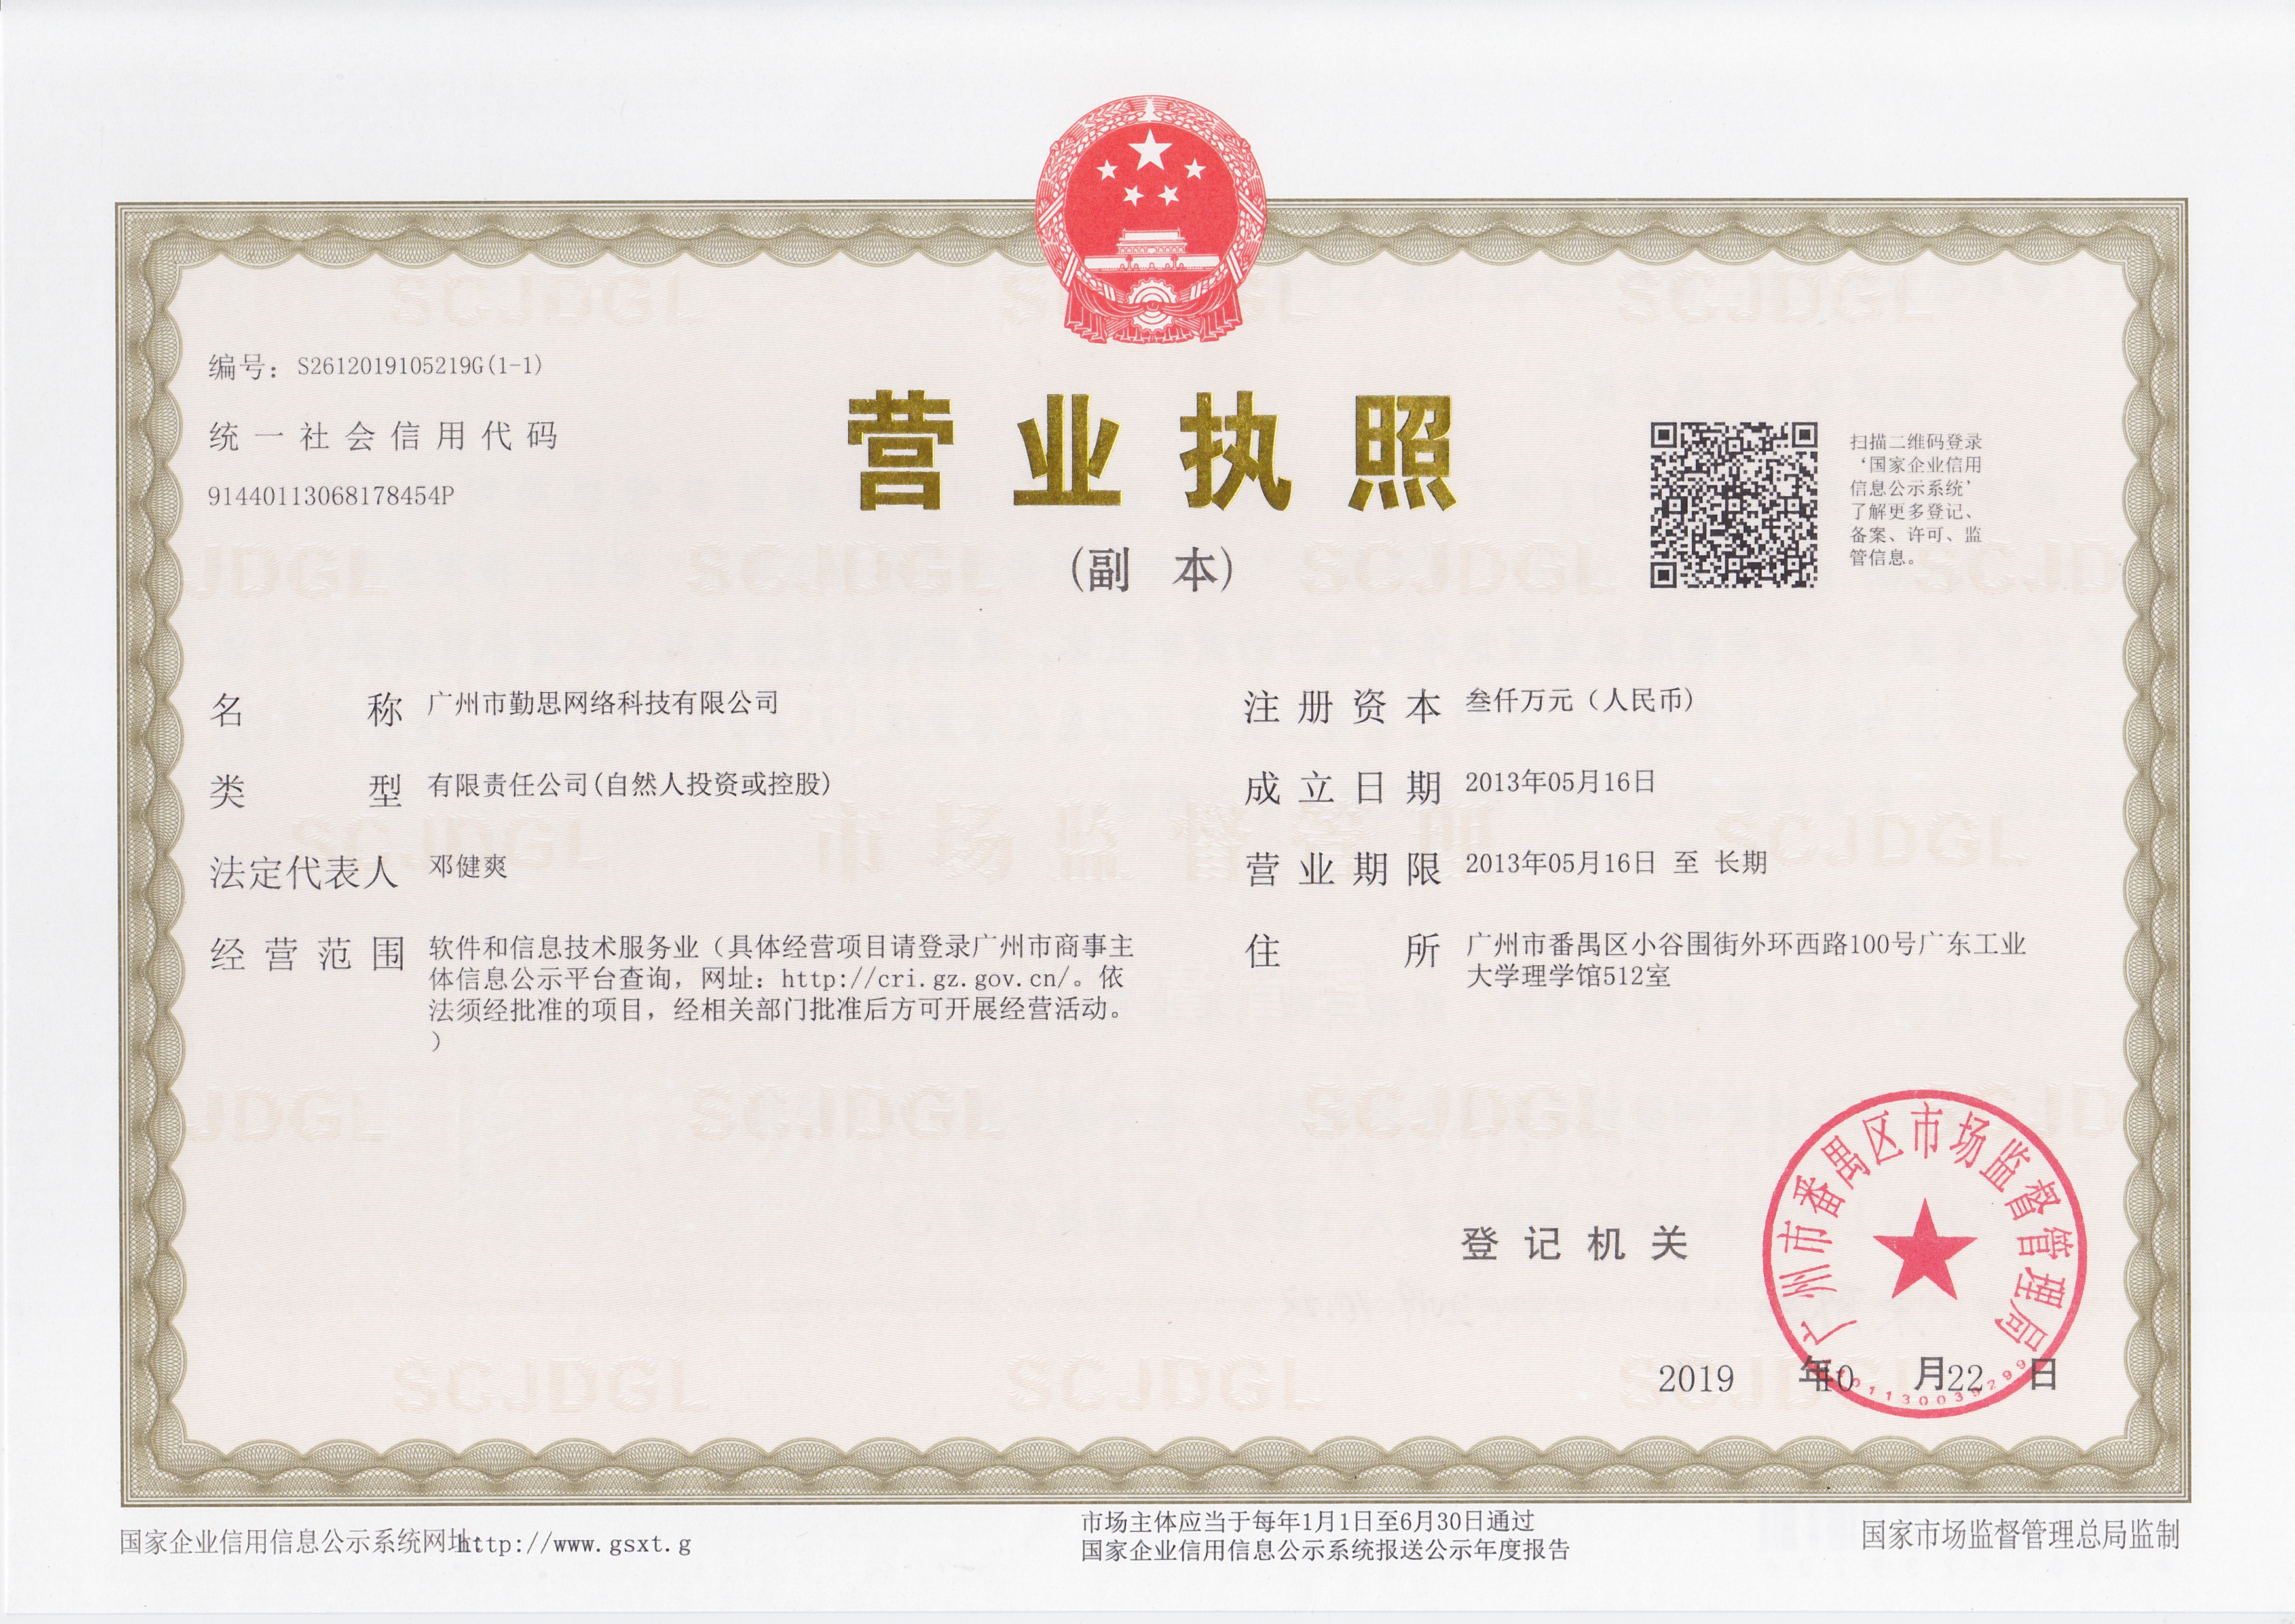 编号：S2612019105219G(1-1)
统一社会信用代码
91440113068178454P
营业执照
(副 本)
扫描二维码登录
‘国家企业信用
信息公示系统’
了解更多登记、
备案、许可、监
管信息。
名 称 广州市勤思网络科技有限公司
类 型 有限责任公司(自然人投资或控股)
法定代表人 邓健爽
经营范围 软件和信息技术服务业（具体经营项目请登录广州市商事主
体信息公示平台查询，网址：http://cri.gz.gov.cn/。依
法须经批准的项目，经相关部门批准后方可开展经营活动。
）
注册资本 叁仟万元（人民币）
成立日期 2013年05月16日
营业期限 2013年05月16日 至 长期
住 所 广州市番禺区小谷围街外环西路100号广东工业
大学理学馆512室
登记机关
广州市番禺区市场监督管理局
2019 年10 月22 日
国家企业信用信息公示系统网址：http://www.gsxt.g
市场主体应当于每年1月1日至6月30日通过
国家企业信用信息公示系统报送公示年度报告
国家市场监督管理总局监制
SCJDGL
市场监督管理